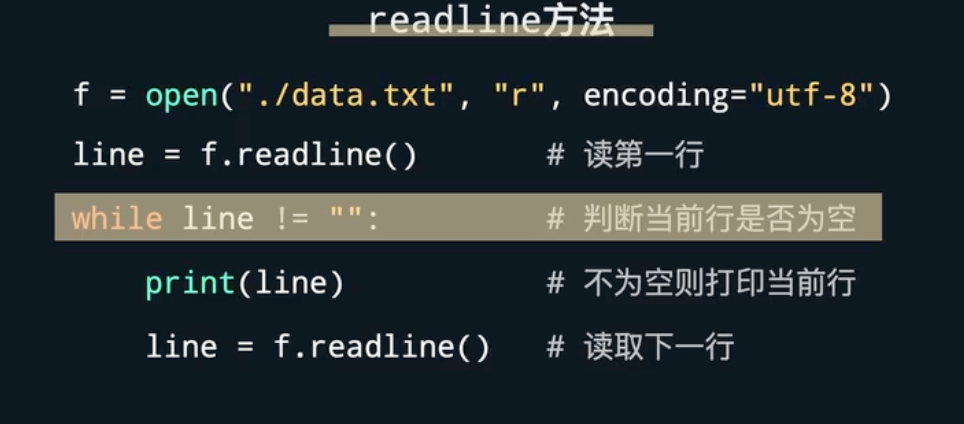 readline方法
f = open("./data.txt", "r", encoding="utf-8")
line = f.readline() # 读第一行
while line != "": # 判断当前行是否为空
print(line) # 不为空则打印当前行
line = f.readline() # 读取下一行